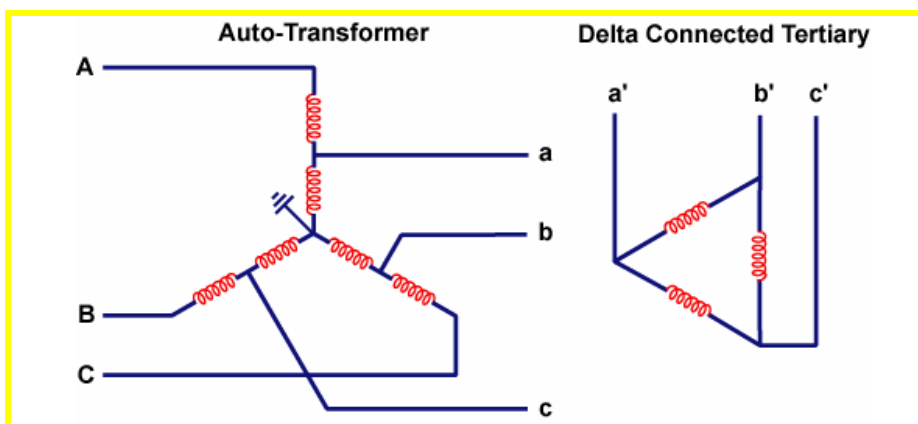 Auto-Transformer
Delta Connected Tertiary
A
a' b' c'
a
b
B
C
c